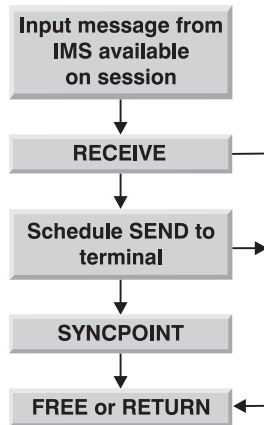 Input message from
IMS available
on session
RECEIVE
Schedule SEND to
terminal
SYNCPOINT
FREE or RETURN